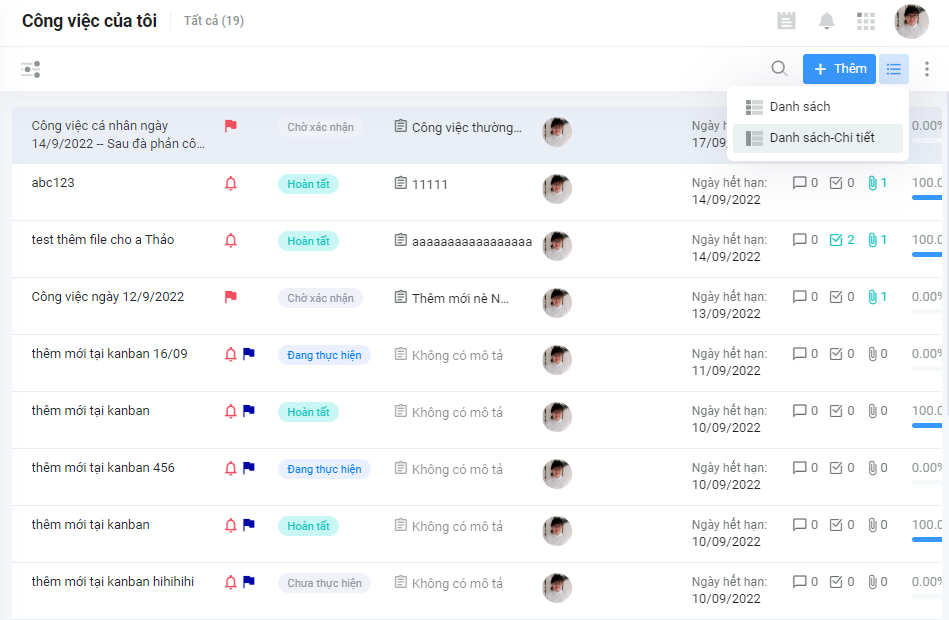 Công việc của tôi Tất cả (19)
Thêm
Danh sách
Danh sách-Chi tiết
Công việc cá nhân ngày
14/9/2022 -- Sau đà phản cô...
Chờ xác nhận
Công việc thường...
Ngày h
17/09
0.00%
abc123 Hoàn tất 11111 Ngày hết hạn: 0 0 1 100.0
14/09/2022
test thêm file cho a Thảo Hoàn tất aaaaaaaaaaaaaaaaa Ngày hết hạn: 0 2 1 100.0
14/09/2022
Công việc ngày 12/9/2022 Chờ xác nhận Thêm mới nè N... Ngày hết hạn: 0 0 1 0.00%
13/09/2022
thêm mới tại kanban 16/09 Đang thực hiện Không có mô tả Ngày hết hạn: 0 0 0 0.00%
11/09/2022
thêm mới tại kanban Hoàn tất Không có mô tả Ngày hết hạn: 0 0 0 100.0
10/09/2022
thêm mới tại kanban 456 Đang thực hiện Không có mô tả Ngày hết hạn: 0 0 0 0.00%
10/09/2022
thêm mới tại kanban Hoàn tất Không có mô tả Ngày hết hạn: 0 0 0 100.0
10/09/2022
thêm mới tại kanban hihihihi Chưa thực hiện Không có mô tả Ngày hết hạn: 0 0 0 0.00%
10/09/2022